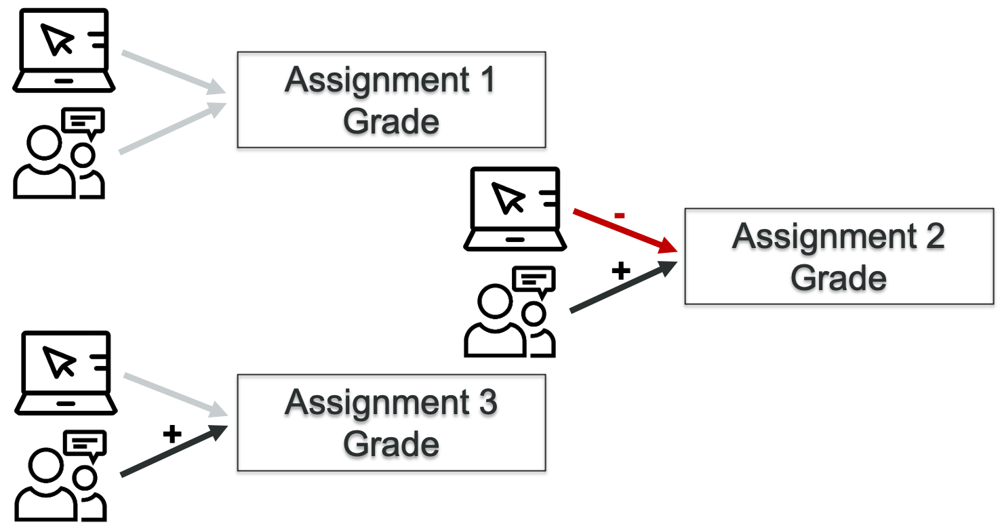 Assignment 1
Grade
-
+
Assignment 2
Grade
+
Assignment 3
Grade